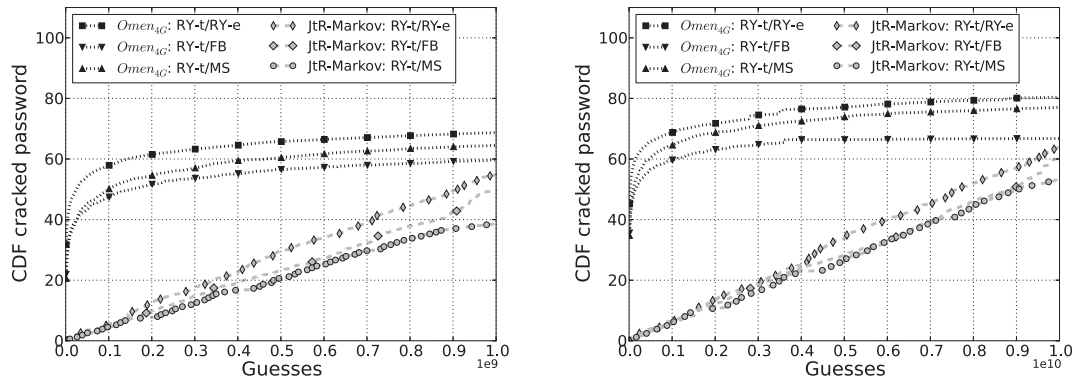 Omen4G: RY-t/RY-e
Omen4G: RY-t/FB
Omen4G: RY-t/MS
JtR-Markov: RY-t/RY-e
JtR-Markov: RY-t/FB
JtR-Markov: RY-t/MS
CDF cracked password
100
80
60
40
20
0
0.0 0.1 0.2 0.3 0.4 0.5 0.6 0.7 0.8 0.9 1.0
1e9
Guesses
Omen4G: RY-t/RY-e
Omen4G: RY-t/FB
Omen4G: RY-t/MS
JtR-Markov: RY-t/RY-e
JtR-Markov: RY-t/FB
JtR-Markov: RY-t/MS
CDF cracked password
100
80
60
40
20
0
0.0 0.1 0.2 0.3 0.4 0.5 0.6 0.7 0.8 0.9 1.0
1e10
Guesses